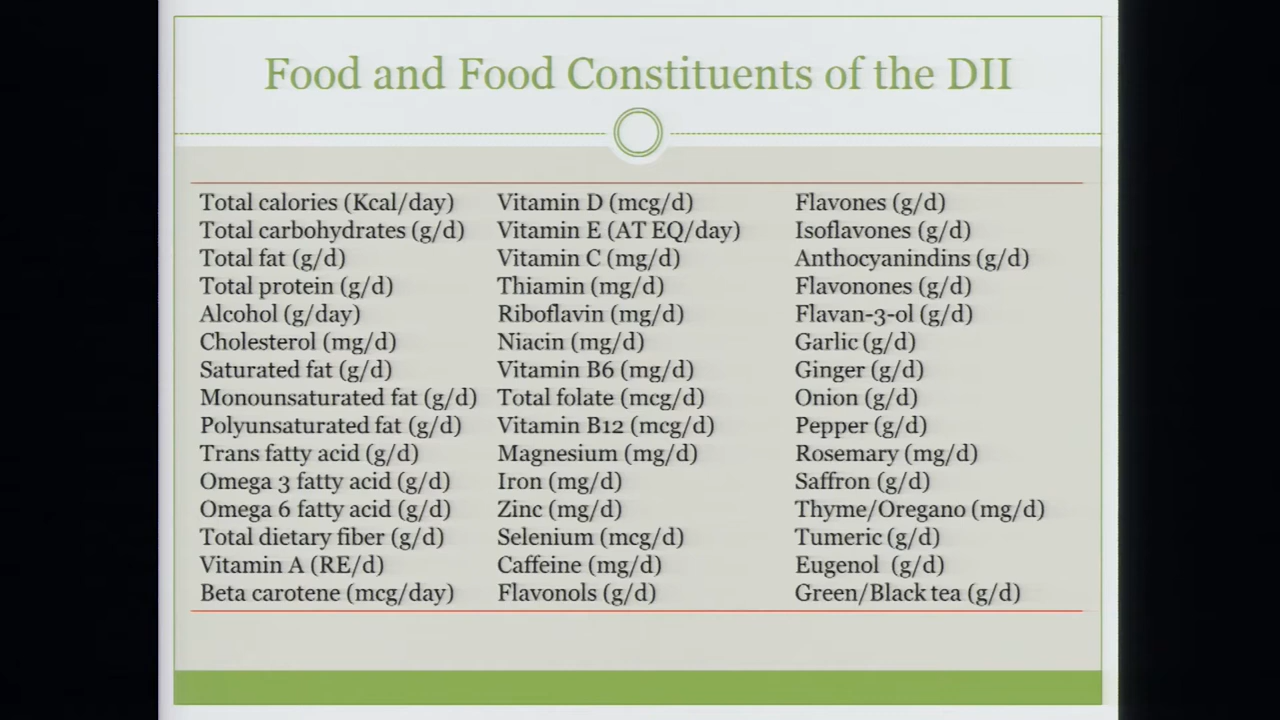 Food and Food Constituents of the DII
Total calories (Kcal/day)
Total carbohydrates (g/d)
Total fat (g/d)
Total protein (g/d)
Alcohol (g/day)
Cholesterol (mg/d)
Saturated fat (g/d)
Monounsaturated fat (g/d)
Polyunsaturated fat (g/d)
Trans fatty acid (g/d)
Omega 3 fatty acid (g/d)
Omega 6 fatty acid (g/d)
Total dietary fiber (g/d)
Vitamin A (RE/d)
Beta carotene (mcg/day)
Vitamin D (mcg/d)
Vitamin E (AT EQ/day)
Vitamin C (mg/d)
Thiamin (mg/d)
Riboflavin (mg/d)
Niacin (mg/d)
Vitamin B6 (mg/d)
Total folate (mcg/d)
Vitamin B12 (mcg/d)
Magnesium (mg/d)
Iron (mg/d)
Zinc (mg/d)
Selenium (mcg/d)
Caffeine (mg/d)
Flavonols (g/d)
Flavones (g/d)
Isoflavones (g/d)
Anthocyanindins (g/d)
Flavonones (g/d)
Flavan-3-ol (g/d)
Garlic (g/d)
Ginger (g/d)
Onion (g/d)
Pepper (g/d)
Rosemary (mg/d)
Saffron (g/d)
Thyme/Oregano (mg/d)
Tumeric (g/d)
Eugenol (g/d)
Green/Black tea (g/d)